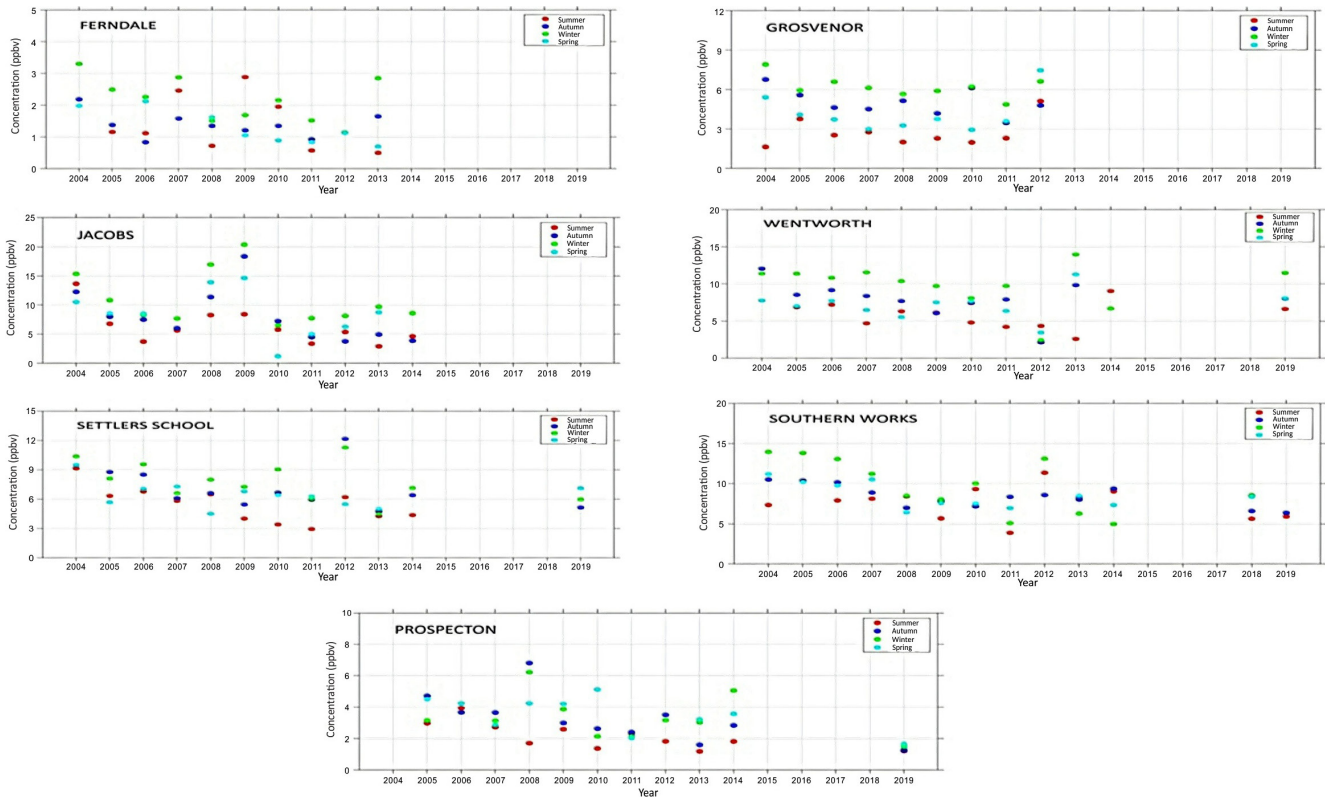 FERNDALE
Summer
Autumn
Winter
Spring
Concentration (ppbv)
5
4
3
2
1
0
2004 2005 2006 2007 2008 2009 2010 2011 2012 2013 2014 2015 2016 2017 2018 2019
Year
GROSVENOR
Summer
Autumn
Winter
Spring
Concentration (ppbv)
12
9
6
3
0
2004 2005 2006 2007 2008 2009 2010 2011 2012 2013 2014 2015 2016 2017 2018 2019
Year
JACOBS
Summer
Autumn
Winter
Spring
Concentration (ppbv)
25
20
15
10
5
0
2004 2005 2006 2007 2008 2009 2010 2011 2012 2013 2014 2015 2016 2017 2018 2019
Year
WENTWORTH
Summer
Autumn
Winter
Spring
Concentration (ppbv)
20
15
10
5
0
2004 2005 2006 2007 2008 2009 2010 2011 2012 2013 2014 2015 2016 2017 2018 2019
Year
SETTLERS SCHOOL
Summer
Autumn
Winter
Spring
Concentration (ppbv)
15
12
9
6
3
0
2004 2005 2006 2007 2008 2009 2010 2011 2012 2013 2014 2015 2016 2017 2018 2019
Year
SOUTHERN WORKS
Summer
Autumn
Winter
Spring
Concentration (ppbv)
20
15
10
5
0
2004 2005 2006 2007 2008 2009 2010 2011 2012 2013 2014 2015 2016 2017 2018 2019
Year
PROSPECTON
Summer
Autumn
Winter
Spring
Concentration (ppbv)
10
8
6
4
2
0
2004 2005 2006 2007 2008 2009 2010 2011 2012 2013 2014 2015 2016 2017 2018 2019
Year